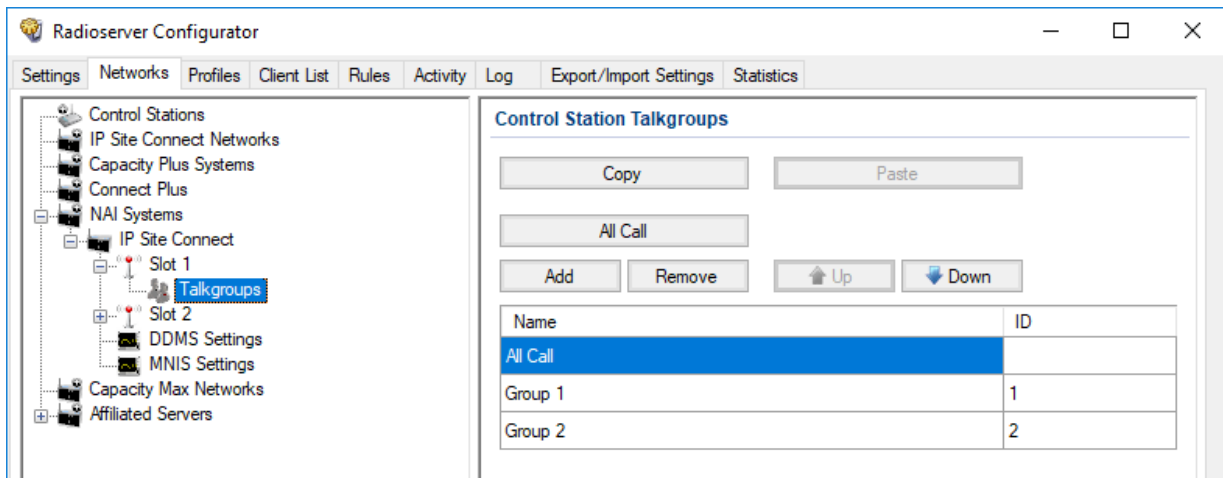 Radioserver Configurator
Settings Networks Profiles Client List Rules Activity Log Export/Import Settings Statistics
Control Stations
IP Site Connect Networks
Capacity Plus Systems
Connect Plus
NAI Systems
IP Site Connect
Slot 1
Talkgroups
Slot 2
DDMS Settings
MNIS Settings
Capacity Max Networks
Affiliated Servers
Control Station Talkgroups
Copy Paste
All Call
Add Remove Up Down
Name ID
All Call
Group 1 1
Group 2 2